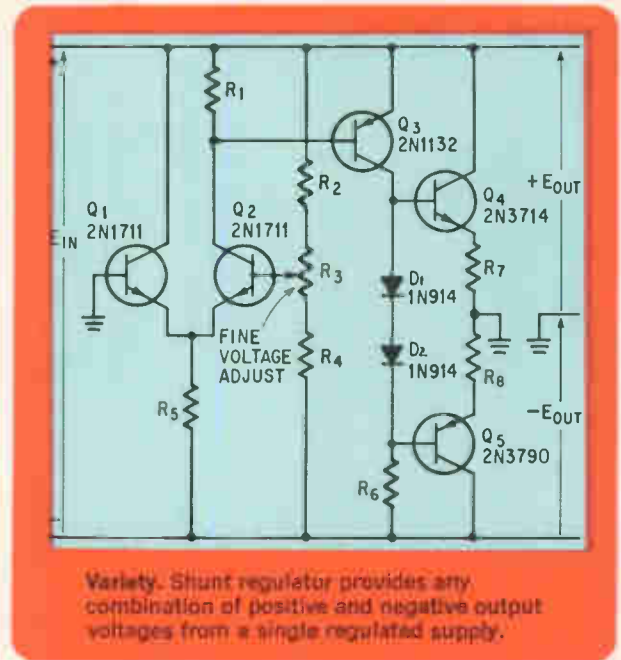 R1
Q3
2N1132
R2
Q4
2N3714
+EOUT
Q1
2N1711
Q2
2N1711
EIN
R3
R7
D1
1N914
FINE
VOLTAGE
ADJUST
R4
D2
1N914
R8
-EOUT
R5
Q5
2N3790
R6
Variety. Shunt regulator provides any
combination of positive and negative output
voltages from a single regulated supply.